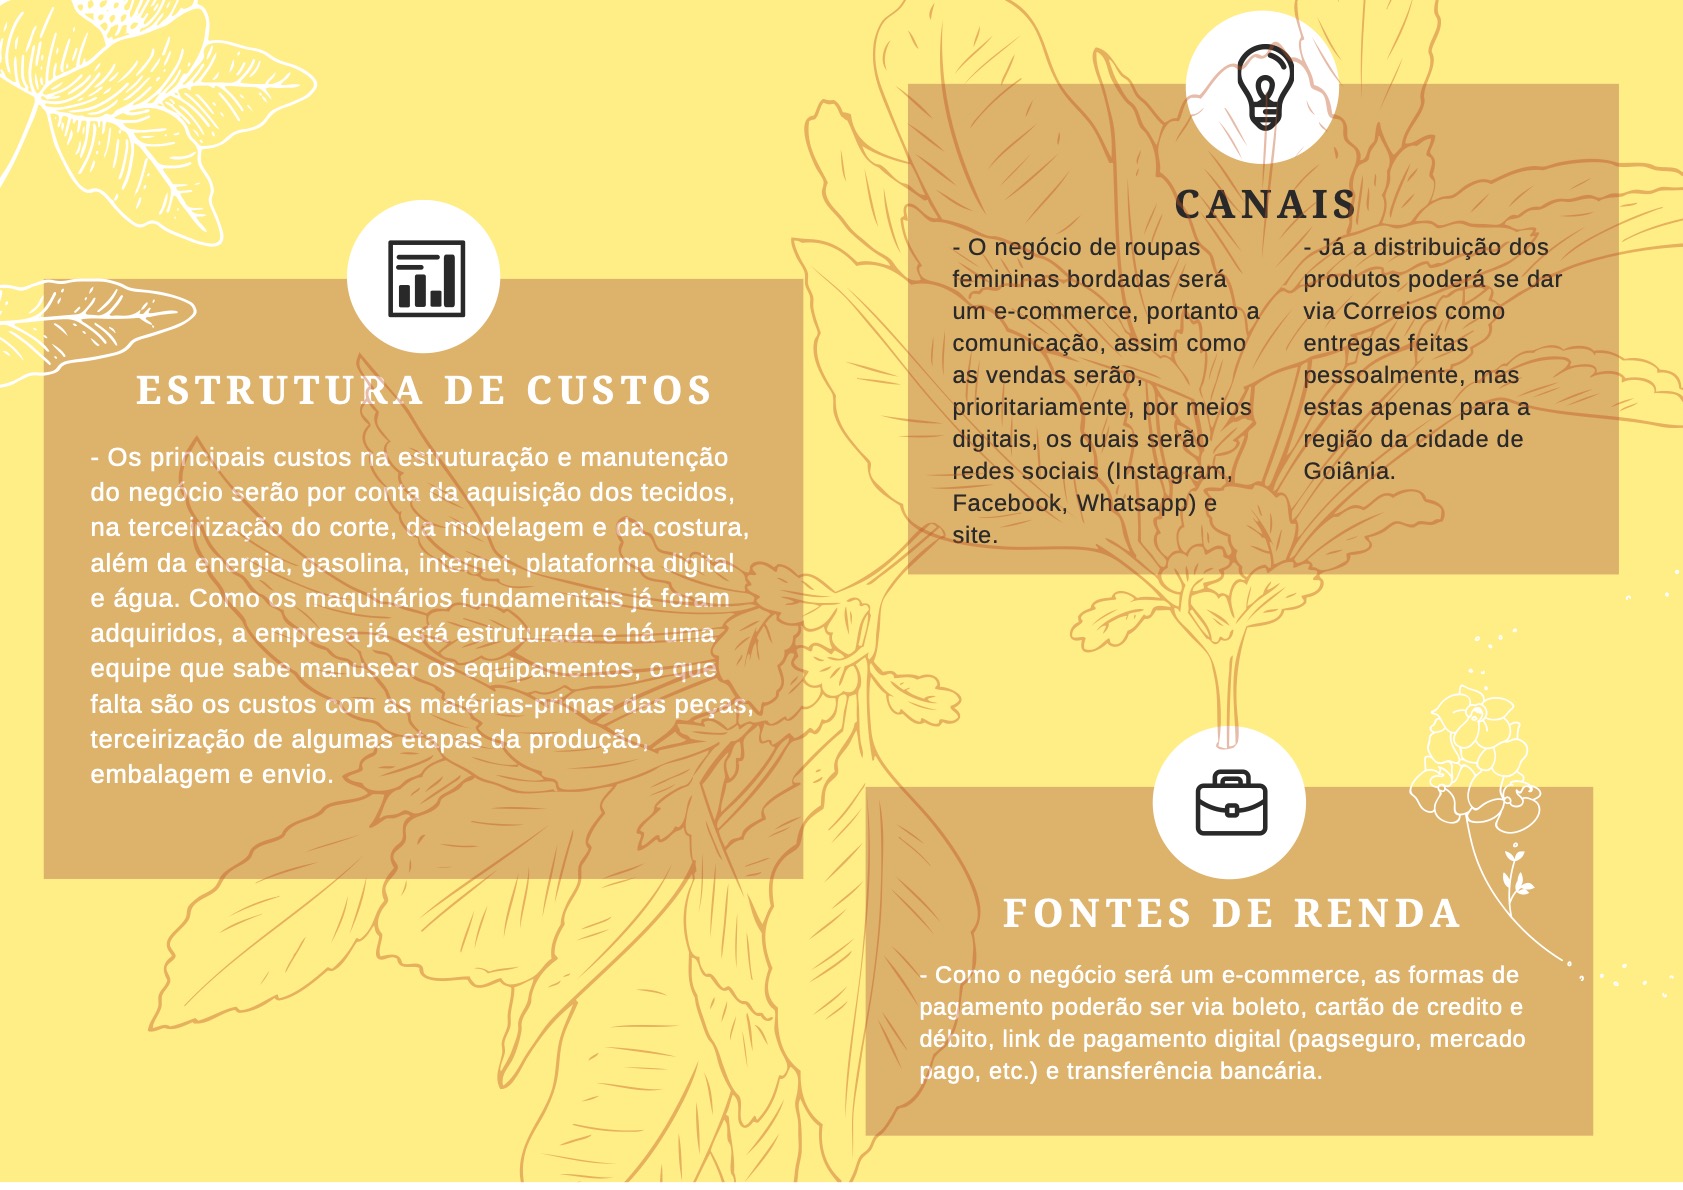 ESTRUTURA DE CUSTOS
- Os principais custos na estruturação e manutenção
do negócio serão por conta da aquisição dos tecidos,
na terceirização do corte, da modelagem e da costura,
além da energia, gasolina, internet, plataforma digital
e água. Como os maquinários fundamentais já foram
adquiridos, a empresa já está estruturada e há uma
equipe que sabe manusear os equipamentos, o que
falta são os custos com as matérias-primas das peças,
terceirização de algumas etapas da produção,
embalagem e envio.
CANAIS
- O negócio de roupas
femininas bordadas será
um e-commerce, portanto a
comunicação, assim como
as vendas serão,
prioritariamente, por meios
digitais, os quais serão
redes sociais (Instagram,
Facebook, Whatsapp) e
site.
- Já a distribuição dos
produtos poderá se dar
via Correios como
entregas feitas
pessoalmente, mas
estas apenas para a
região da cidade de
Goiânia.
FONTES DE RENDA
- Como o negócio será um e-commerce, as formas de
pagamento poderão ser via boleto, cartão de credito e
débito, link de pagamento digital (pagseguro, mercado
pago, etc.) e transferência bancária.